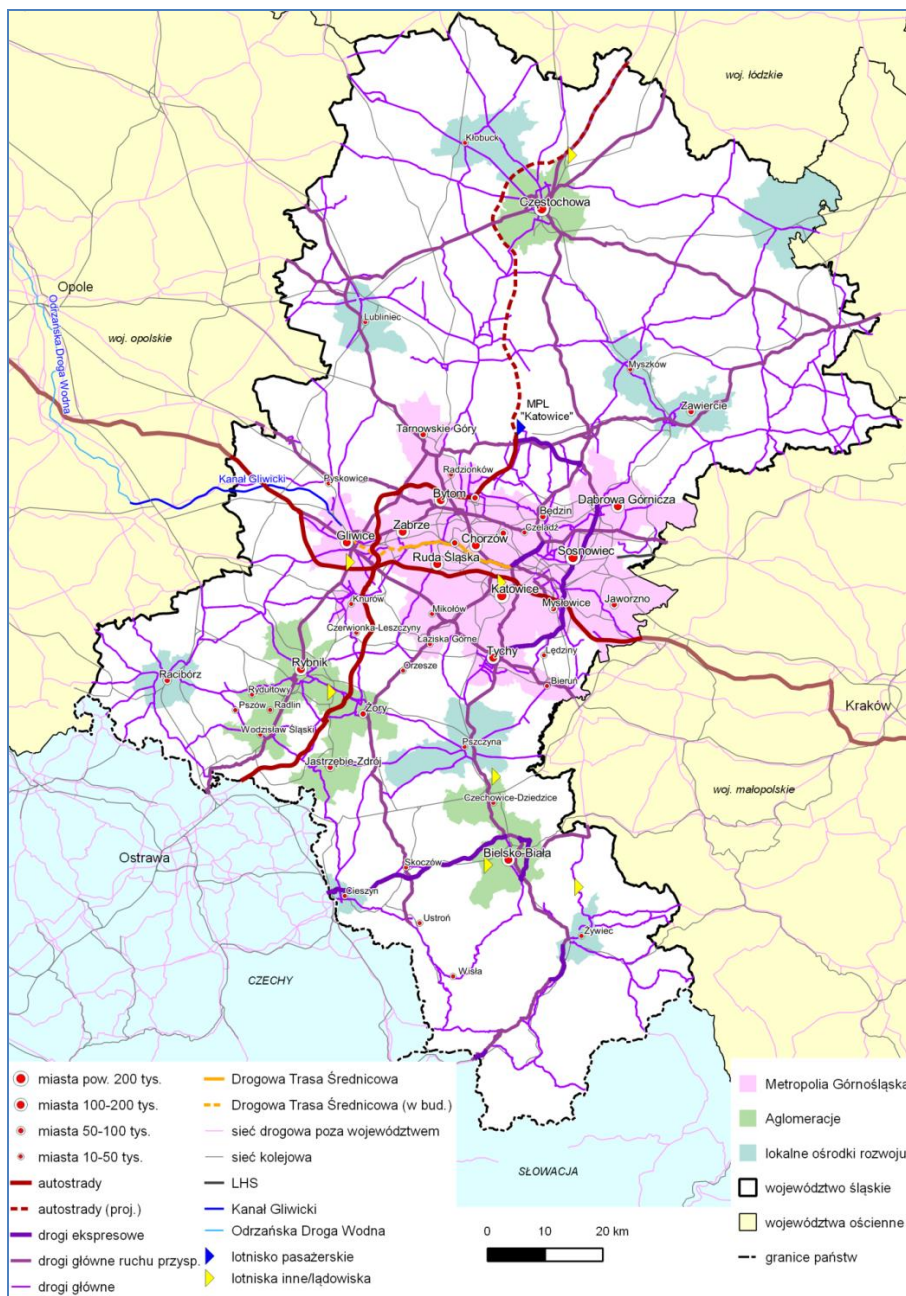 woj. łódzkie
Kłobuck
Częstochowa
Opole
Odrzańska Droga Wodna
woj. opolskie
Lubliniec
Myszków
MPL
"Katowice"
Zawiercie
Tarnowskie Góry
Radzionków
Kanał Gliwicki
Pyskowice
Bytom
Dąbrowa Górnicza
Będzin
Zabrze
Czeladź
Gliwice
Chorzów
Sosnowiec
Ruda Śląska
Katowice
Knurów
Mikołów
Mysłowice
Jaworzno
Czerwionka-Leszczyny
Łaziska Górne
Tychy
Lędziny
Rybnik
Orzesze
Racibórz
Rydułtowy
Bieruń
Kraków
Pszów
Radlin
Żory
Wodzisław Śląski
Pszczyna
Jastrzębie-Zdrój
woj. małopolskie
Czechowice-Dziedzice
Ostrawa
Bielsko-Biała
Skoczów
Cieszyn
Ustroń
Żywiec
Wisła
CZECHY
SŁOWACJA
miasta pow. 200 tys.
miasta 100-200 tys.
miasta 50-100 tys.
miasta 10-50 tys.
autostrady
autostrady (proj.)
drogi ekspresowe
drogi główne ruchu przysp.
drogi główne
Drogowa Trasa Średnicowa
Drogowa Trasa Średnicowa (w bud.)
sieć drogowa poza województwem
sieć kolejowa
LHS
Kanał Gliwicki
Odrzańska Droga Wodna
lotnisko pasażerskie
lotniska inne/lądowiska
0 10 20 km
Metropolia Górnośląska
Aglomeracje
lokalne ośrodki rozwoju
województwo śląskie
województwa ościenne
granice państw